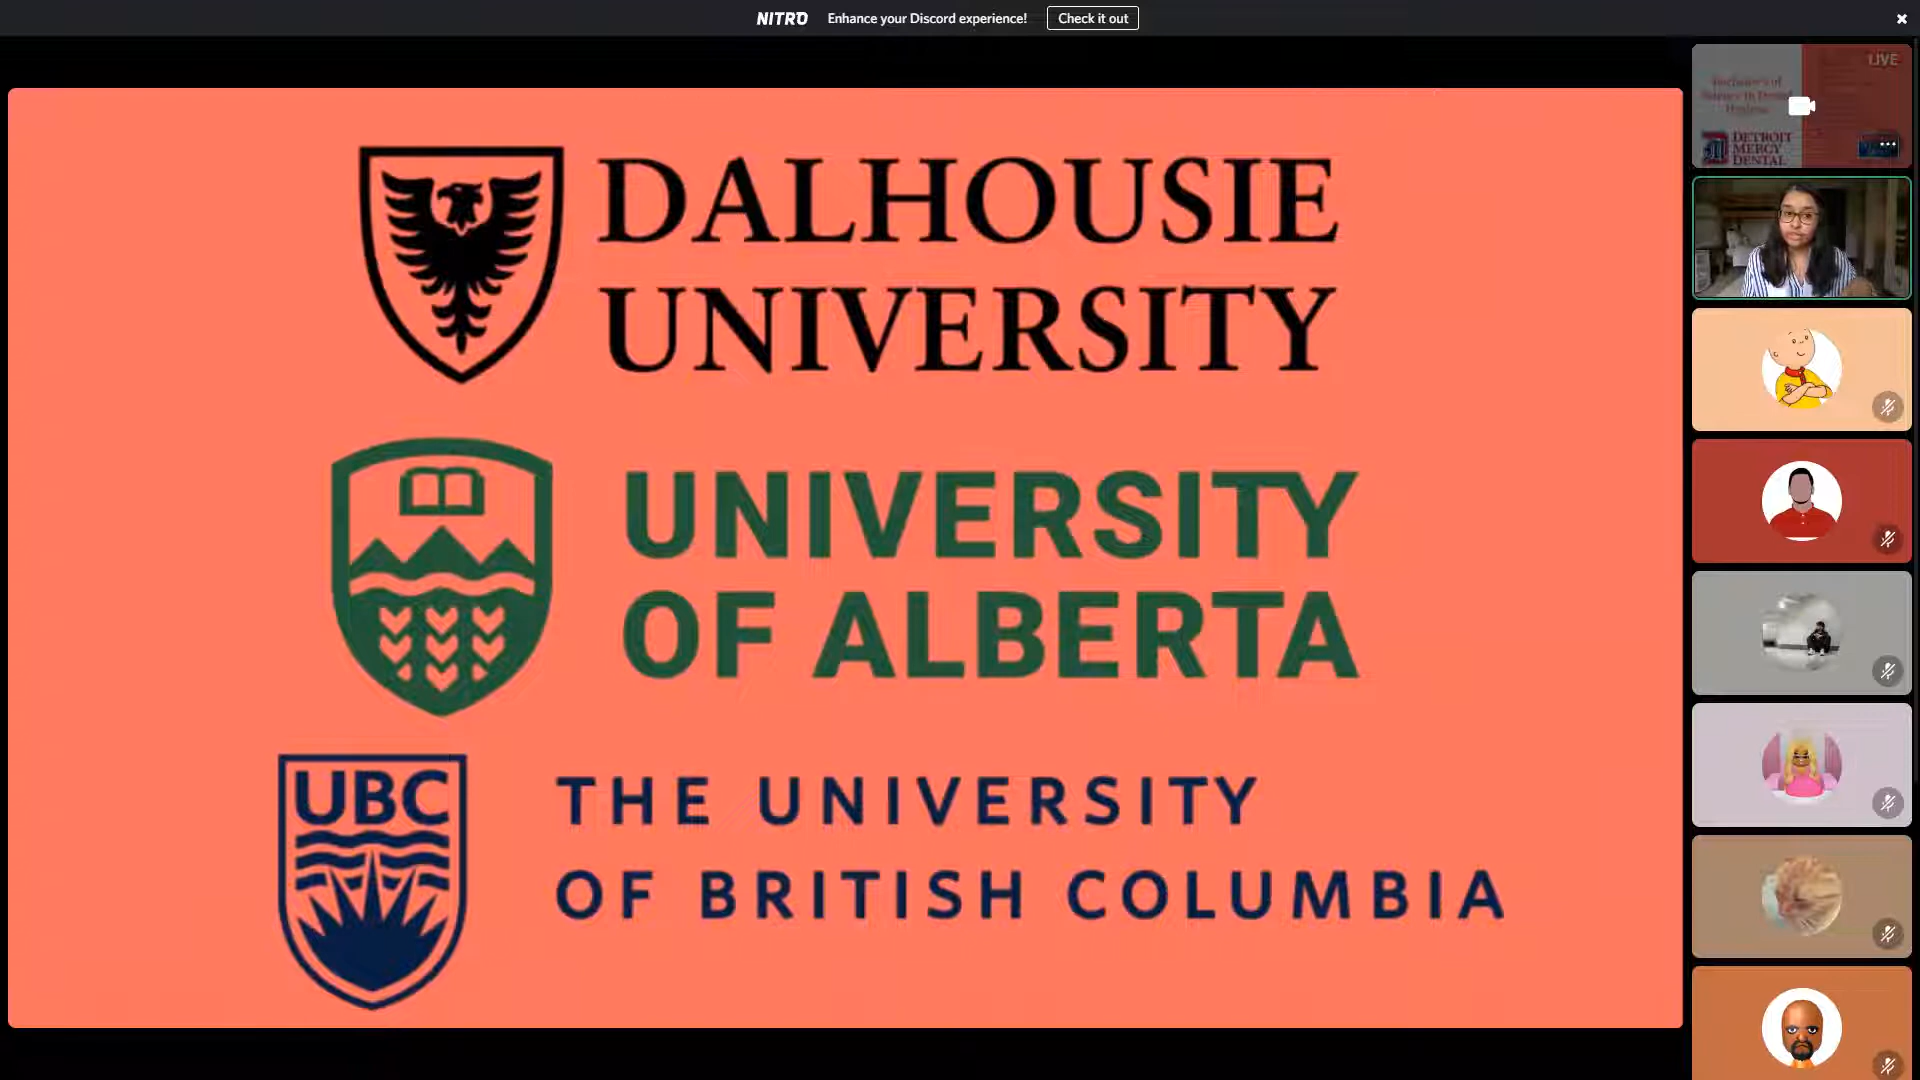 NITRO Enhance your Discord experience! Check it out
LIVE
DETROIT
MERCY
DENTAL
DALHOUSIE
UNIVERSITY
UNIVERSITY
OF ALBERTA
UBC
THE UNIVERSITY
OF BRITISH COLUMBIA